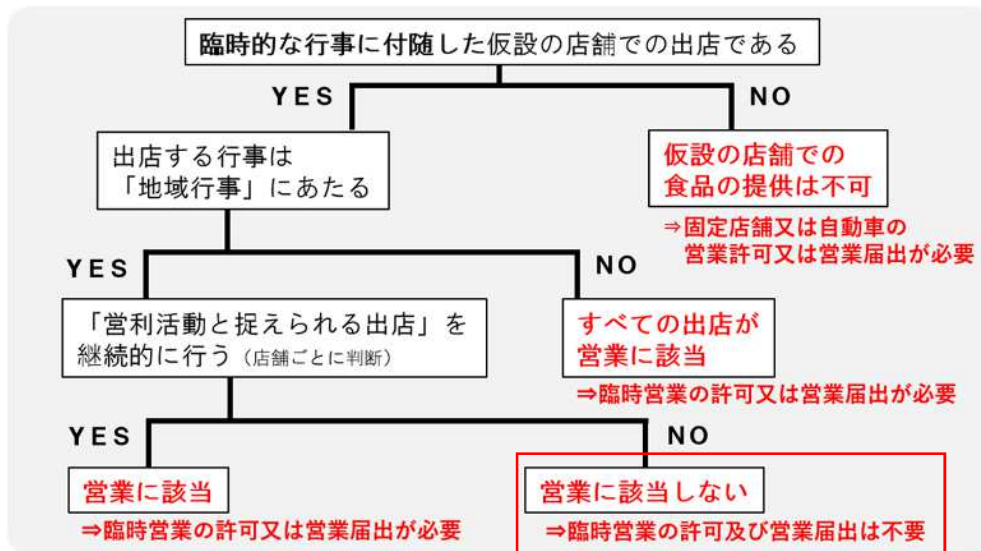 臨時的な行事に付随した仮設の店舗での出店である
YES
NO
出店する行事は
「地域行事」にあたる
仮設の店舗での
食品の提供は不可
⇒固定店舗又は自動車の
営業許可又は営業届出が必要
YES
NO
「営利活動と捉えられる出店」を
継続的に行う（店舗ごとに判断）
すべての出店が
営業に該当
⇒臨時営業の許可又は営業届出が必要
YES
NO
営業に該当
⇒臨時営業の許可又は営業届出が必要
営業に該当しない
⇒臨時営業の許可及び営業届出は不要